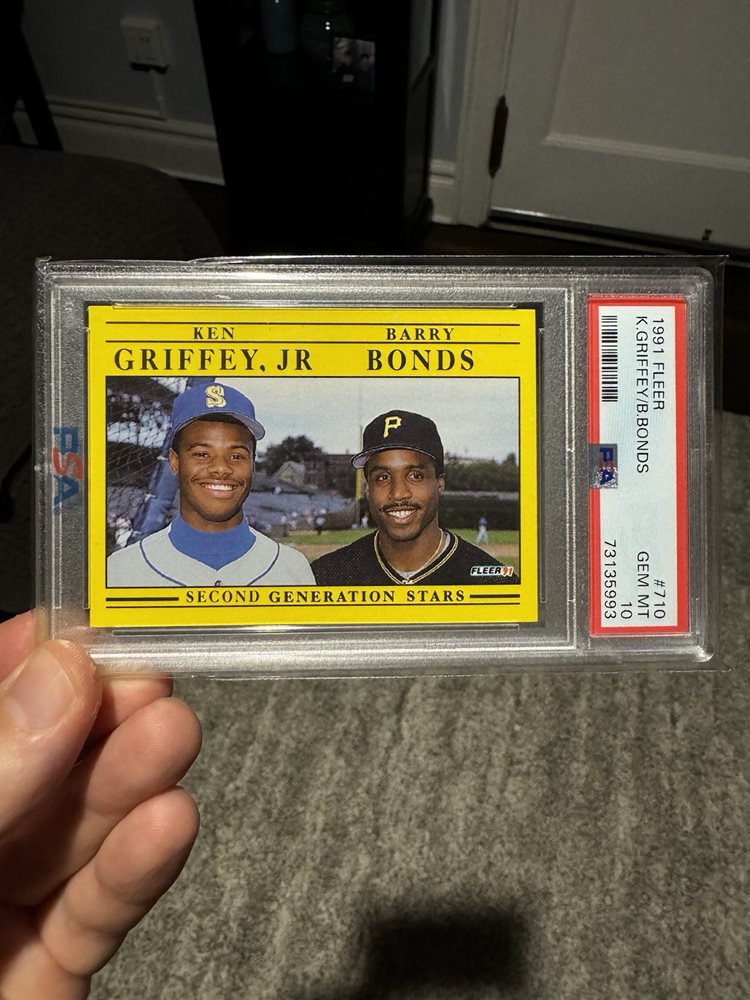 KEN
GRIFFEY, JR
BARRY
BONDS
S
P
FLEER 91
SECOND GENERATION STARS
PSA
1991 FLEER
K.GRIFFEY/B.BONDS
#710
GEM MT
10
73135993
PSA